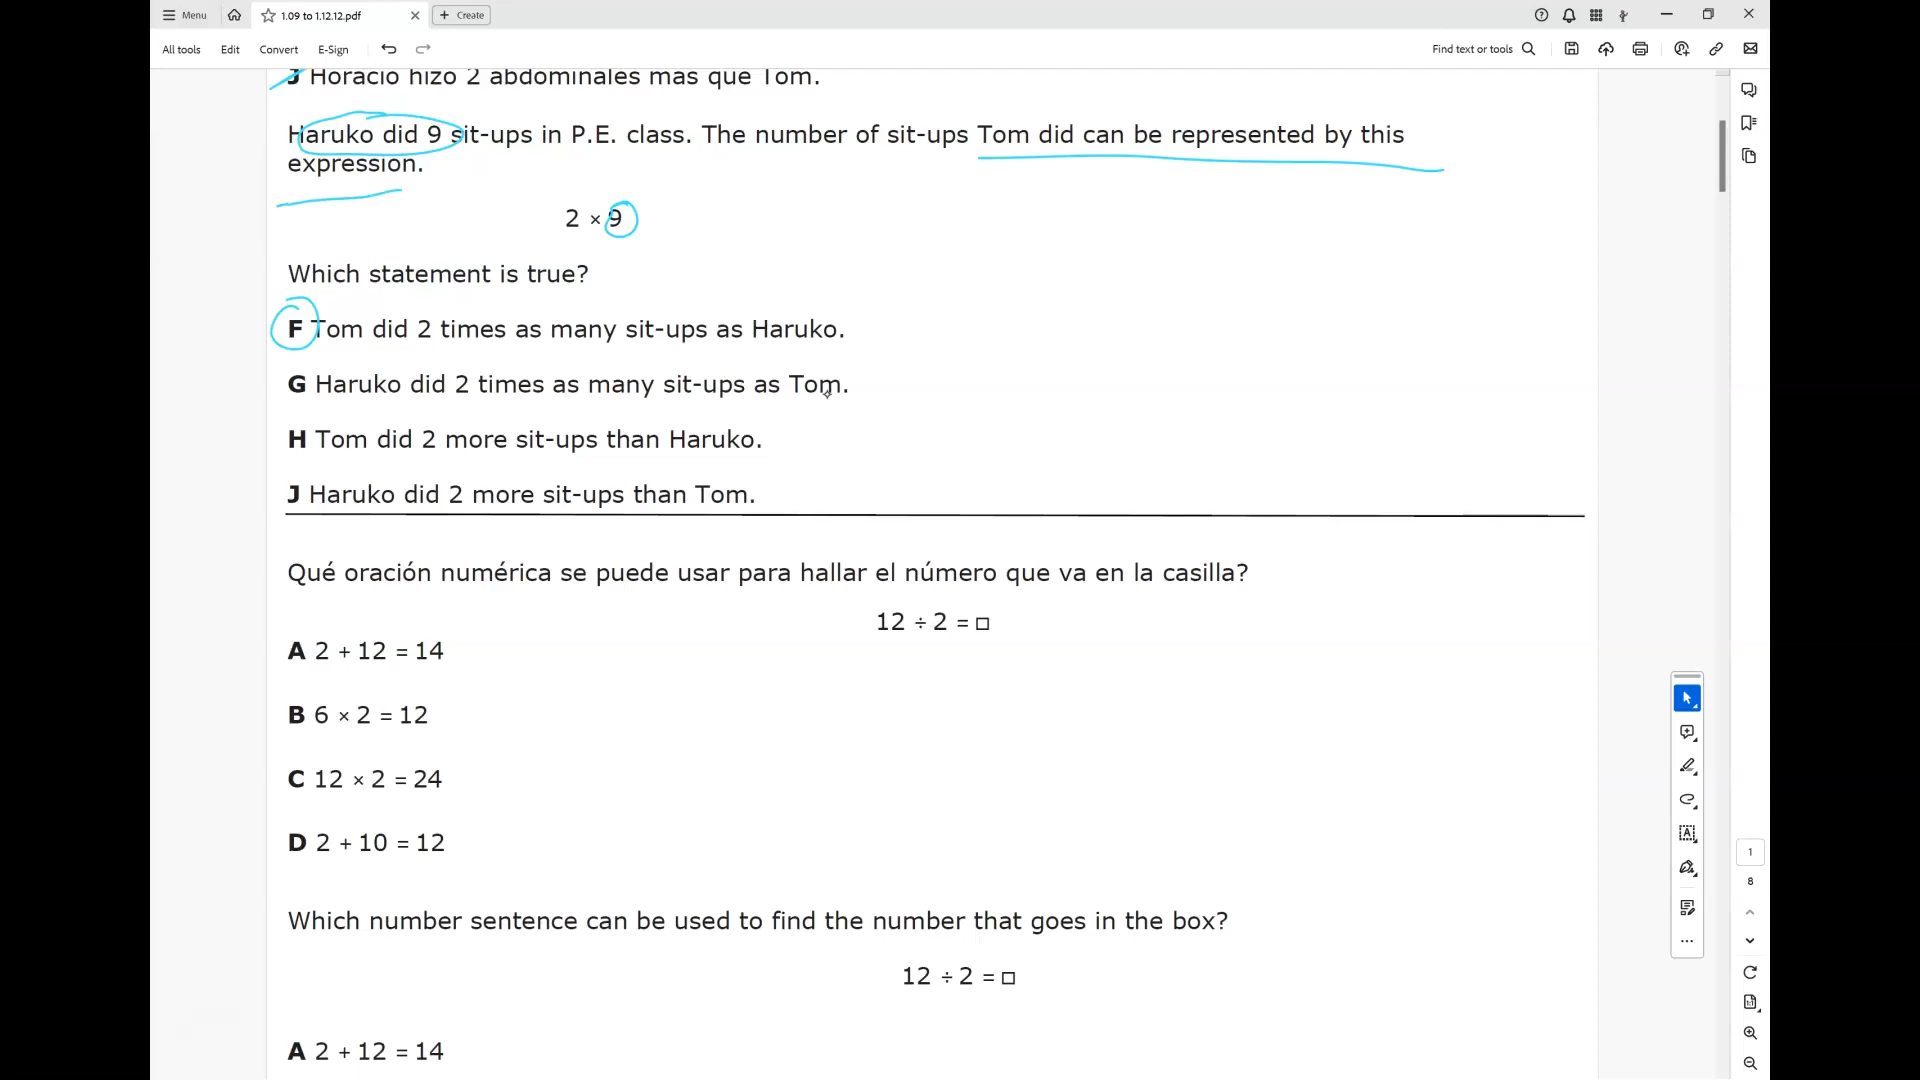 Menu
1.09 to 1.12.12.pdf
Create
All tools
Edit
Convert
E-Sign
Find text or tools
J Horacio hizo 2 abdominales más que Tom.
Haruko did 9 sit-ups in P.E. class. The number of sit-ups Tom did can be represented by this
expression.
2 × 9
Which statement is true?
F Tom did 2 times as many sit-ups as Haruko.
G Haruko did 2 times as many sit-ups as Tom.
H Tom did 2 more sit-ups than Haruko.
J Haruko did 2 more sit-ups than Tom.
Qué oración numérica se puede usar para hallar el número que va en la casilla?
12 ÷ 2 = □
A 2 + 12 = 14
B 6 × 2 = 12
C 12 × 2 = 24
D 2 + 10 = 12
Which number sentence can be used to find the number that goes in the box?
12 ÷ 2 = □
A 2 + 12 = 14
1
8